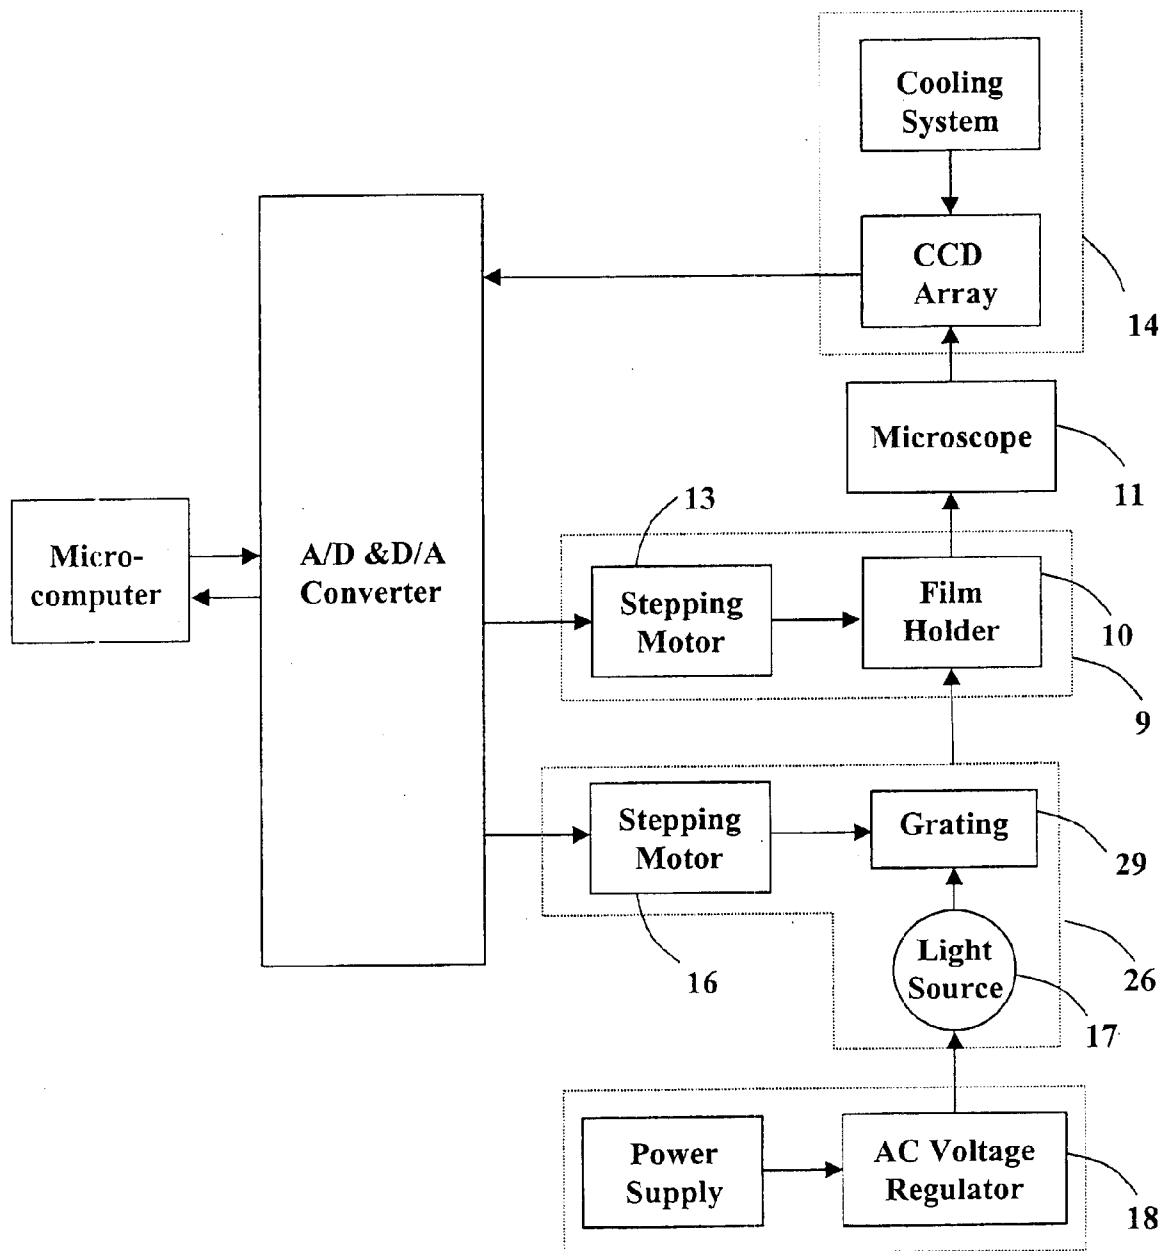 Cooling
System
CCD
Array
14
Microscope
11
13
Micro-
computer
A/D &D/A
Converter
Stepping
Motor
Film
Holder
10
9
Stepping
Motor
Grating
29
16
Light
Source
26
17
Power
Supply
AC Voltage
Regulator
18